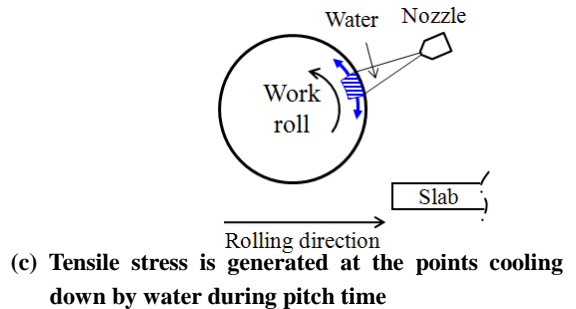 Water
Nozzle
Work
roll
Slab
Rolling direction
(c) Tensile stress is generated at the points cooling
down by water during pitch time